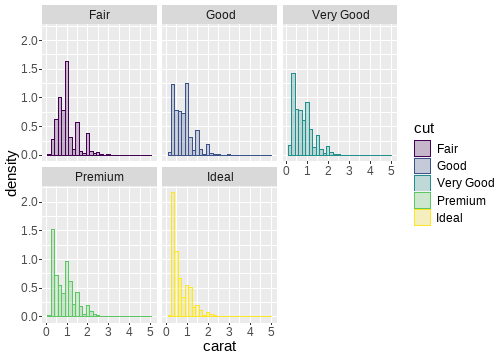 Fair Good Very Good
2.0
1.5
1.0
0.5
0.0
0 1 2 3 4 5
density
Premium Ideal
2.0
1.5
1.0
0.5
0.0
0 1 2 3 4 5 0 1 2 3 4 5
carat
cut
Fair
Good
Very Good
Premium
Ideal